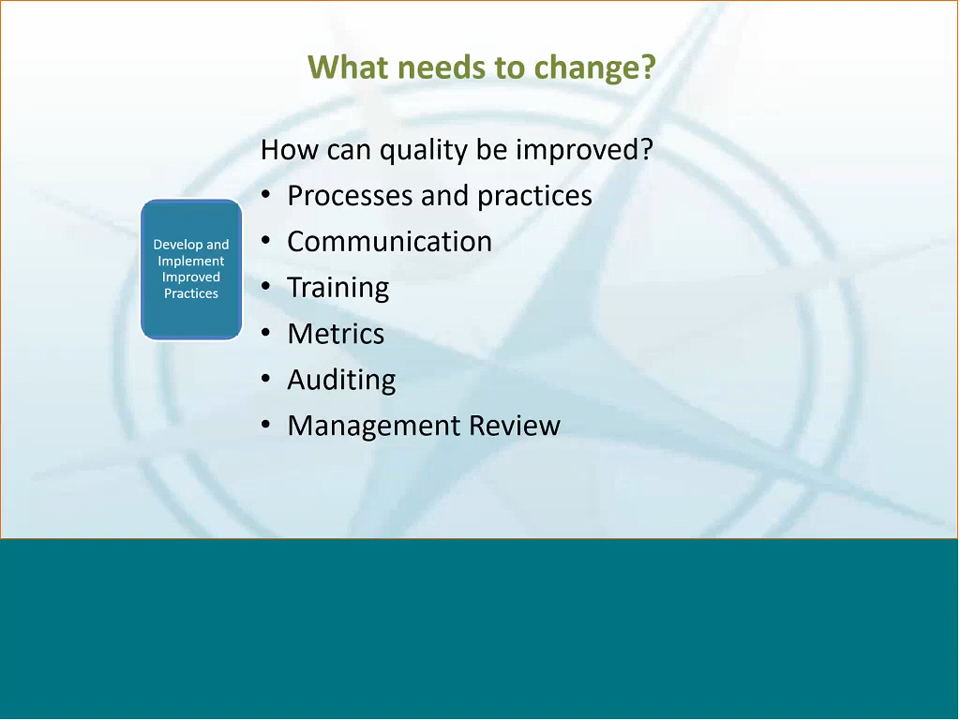 What needs to change?
How can quality be improved?
• Processes and practices
• Communication
• Training
• Metrics
• Auditing
• Management Review
Develop and
Implement
Improved
Practices